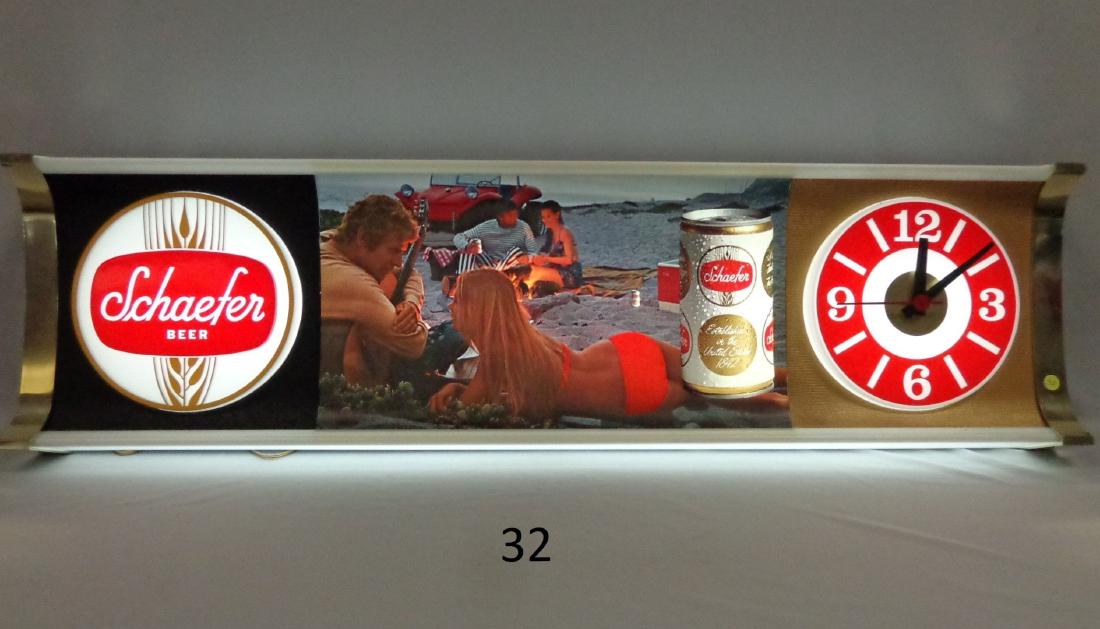 Schaefer
BEER
Schaefer
Established
in the
United States
1842
12
9
3
6
32